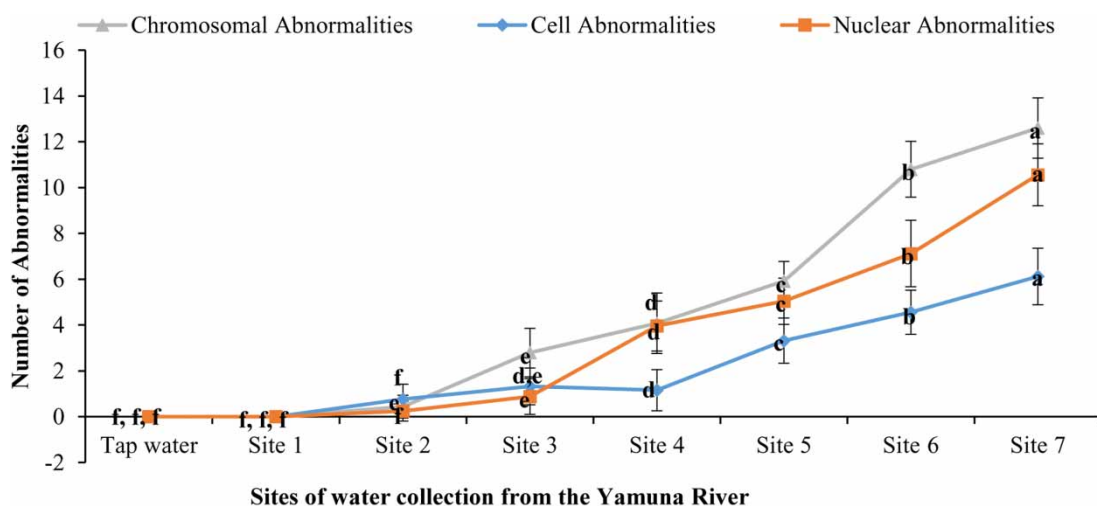 Chromosomal Abnormalities Cell Abnormalities Nuclear Abnormalities
16
14
12
10
8
6
4
2
0
-2
Number of Abnormalities
f, f, f
f, f, f
f
e
f
e
d,e
e
d
d
d
c
c
c
b
b
b
a
a
a
Tap water Site 1 Site 2 Site 3 Site 4 Site 5 Site 6 Site 7
Sites of water collection from the Yamuna River